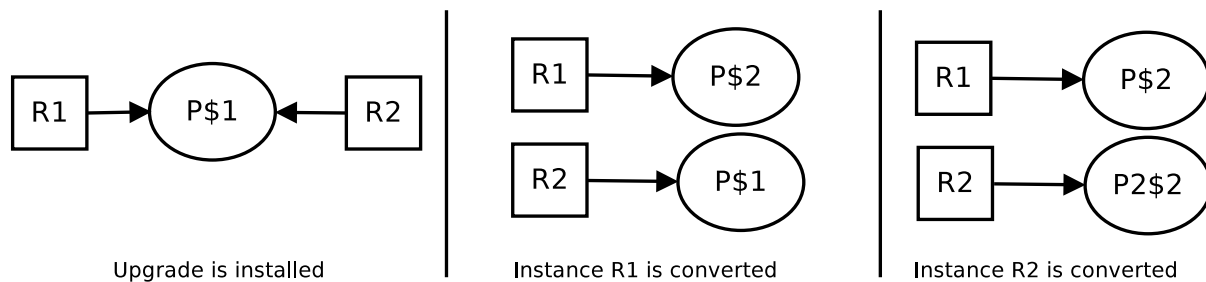 R1
P$1
R2
Upgrade is installed
R1
P$2
R2
P$1
Instance R1 is converted
R1
P$2
R2
P2$2
Instance R2 is converted